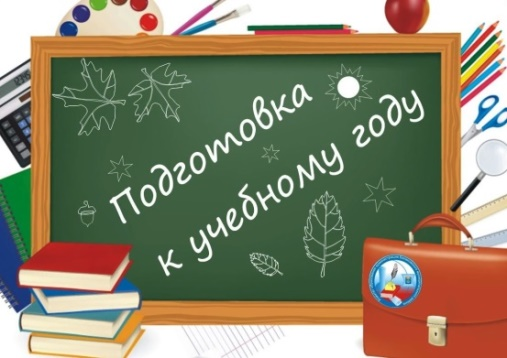 Подготовка
к учебному году